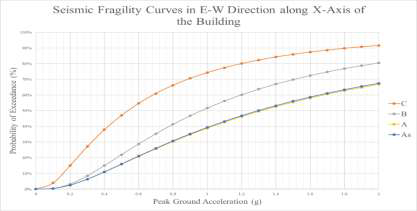 Seismic Fragility Curves in E-W Direction along X-Axis of
the Building
Probability of Exceedance (%)
100%
90%
80%
70%
60%
50%
40%
30%
20%
10%
0%
0
0.2
0.4
0.6
0.8
1
1.2
1.4
1.6
1.8
2
Peak Ground Acceleration (g)
C
B
A
As